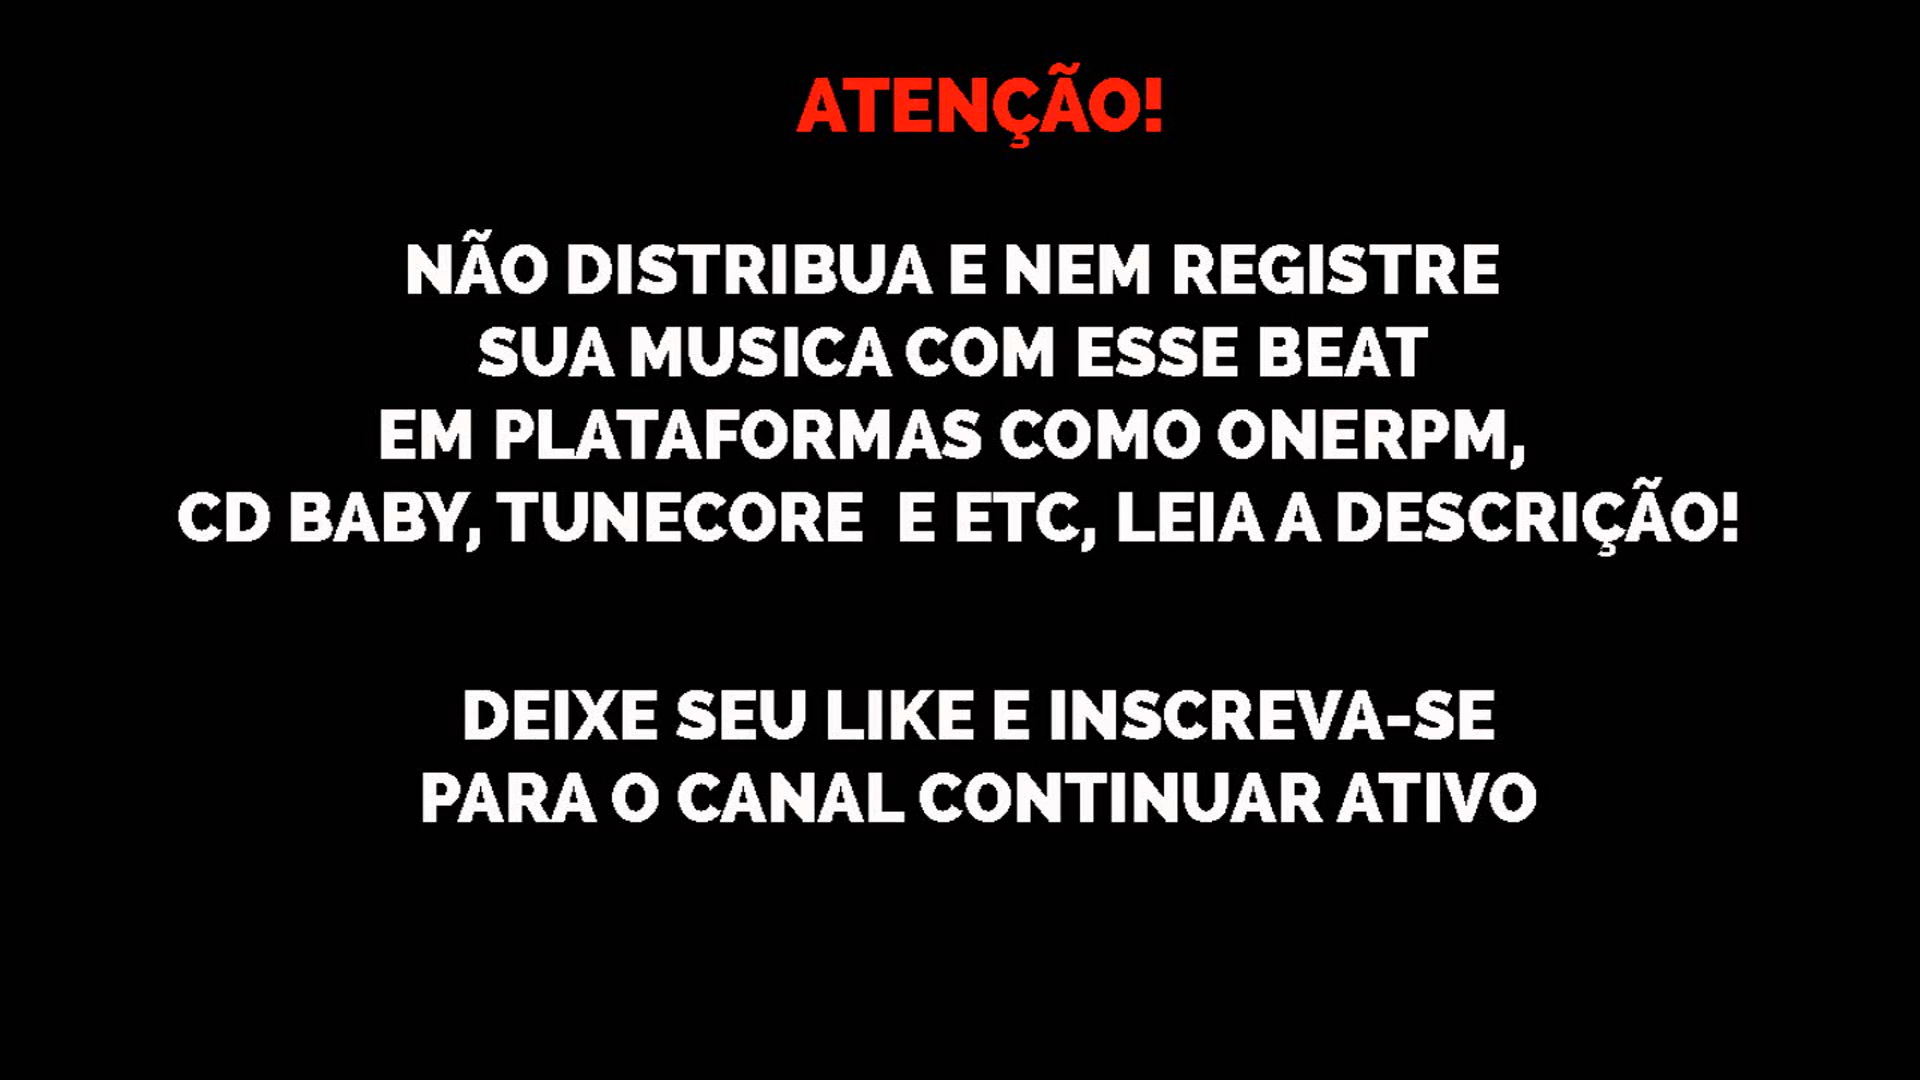 ATENÇÃO!
NÃO DISTRIBUA E NEM REGISTRE
SUA MUSICA COM ESSE BEAT
EM PLATAFORMAS COMO ONERPM,
CD BABY, TUNECORE E ETC, LEIA A DESCRIÇÃO!
DEIXE SEU LIKE E INSCREVA-SE
PARA O CANAL CONTINUAR ATIVO